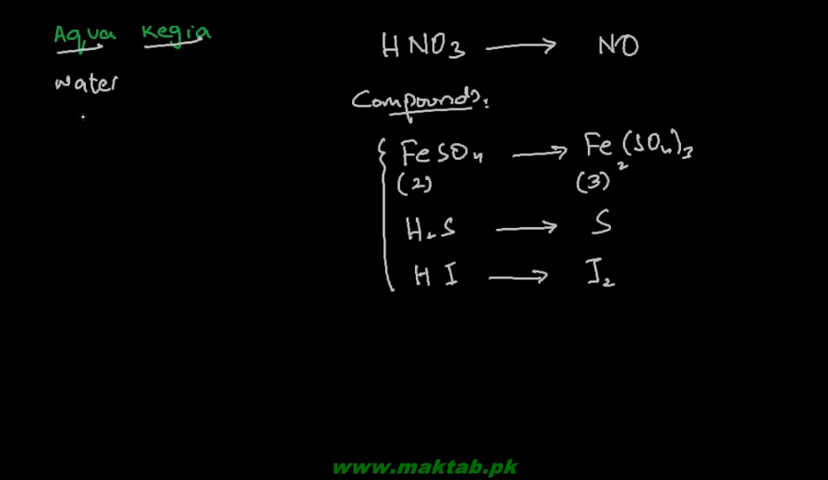 Aqua Regia
water
HNO3 → NO
Compounds:
FeSO4 → Fe2(SO4)3
(2) (3)
H2S → S
HI → I2
www.maktab.pk